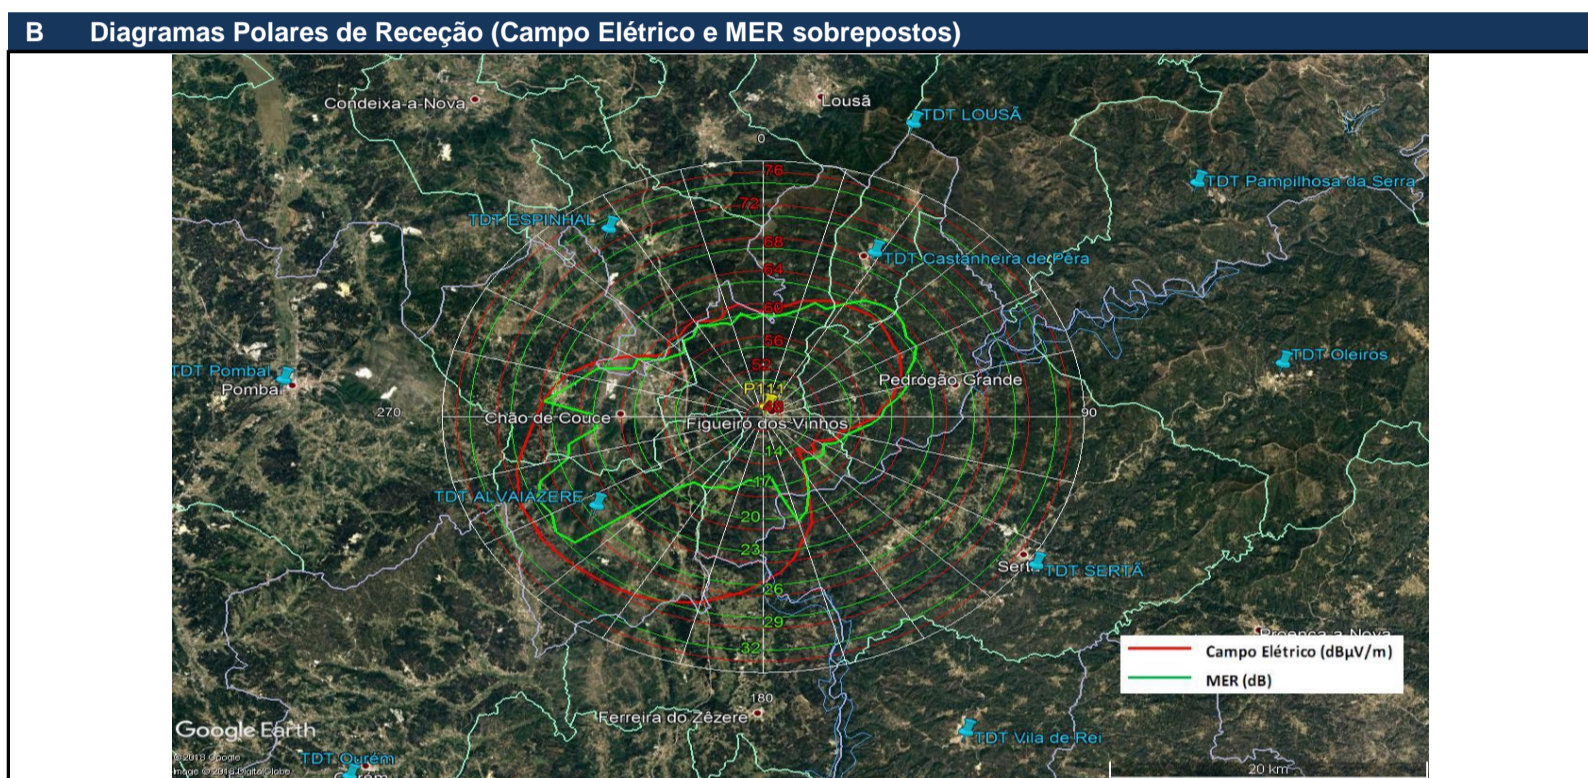 B Diagramas Polares de Receção (Campo Elétrico e MER sobrepostos)
Condeixa-a-Nova
Lousã
TDT LOUSÃ
0
76
TDT Pampilhosa da Serra
72
TDT ESPINHAL
68
TDT Castanheira de Pêra
64
60
56
TDT Oleiros
52
TDT Pombal
Pombal
P111
Pedrógão Grande
48
270
90
Chão de Couce
Figueiró dos Vinhos
14
17
TDT ALVAIÁZERE
20
23
TDT SERTÃ
26
29
32
Campo Elétrico (dBµV/m)
MER (dB)
180
Ferreira do Zêzere
Google Earth
TDT Vila de Rei
© 2018 Google
TDT Ourém
20 km